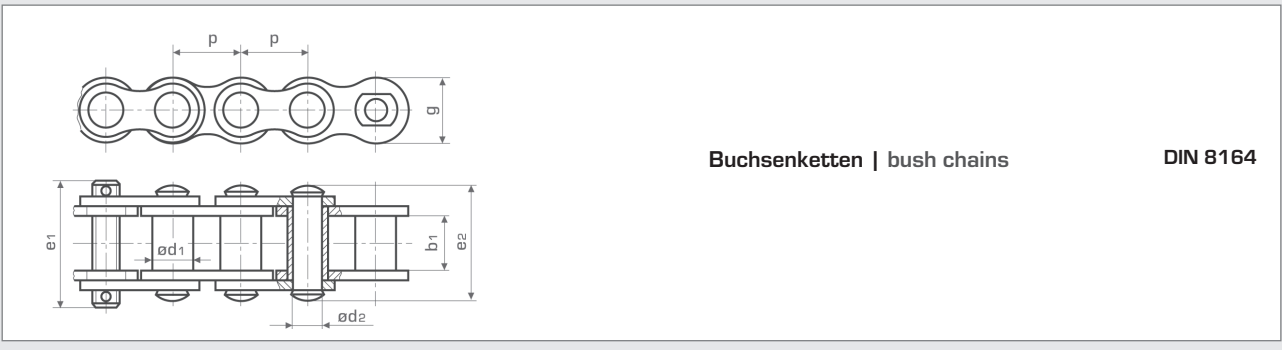 p p
g
Buchsenketten | bush chains
DIN 8164
e1
ød1
b1
e2
ød2